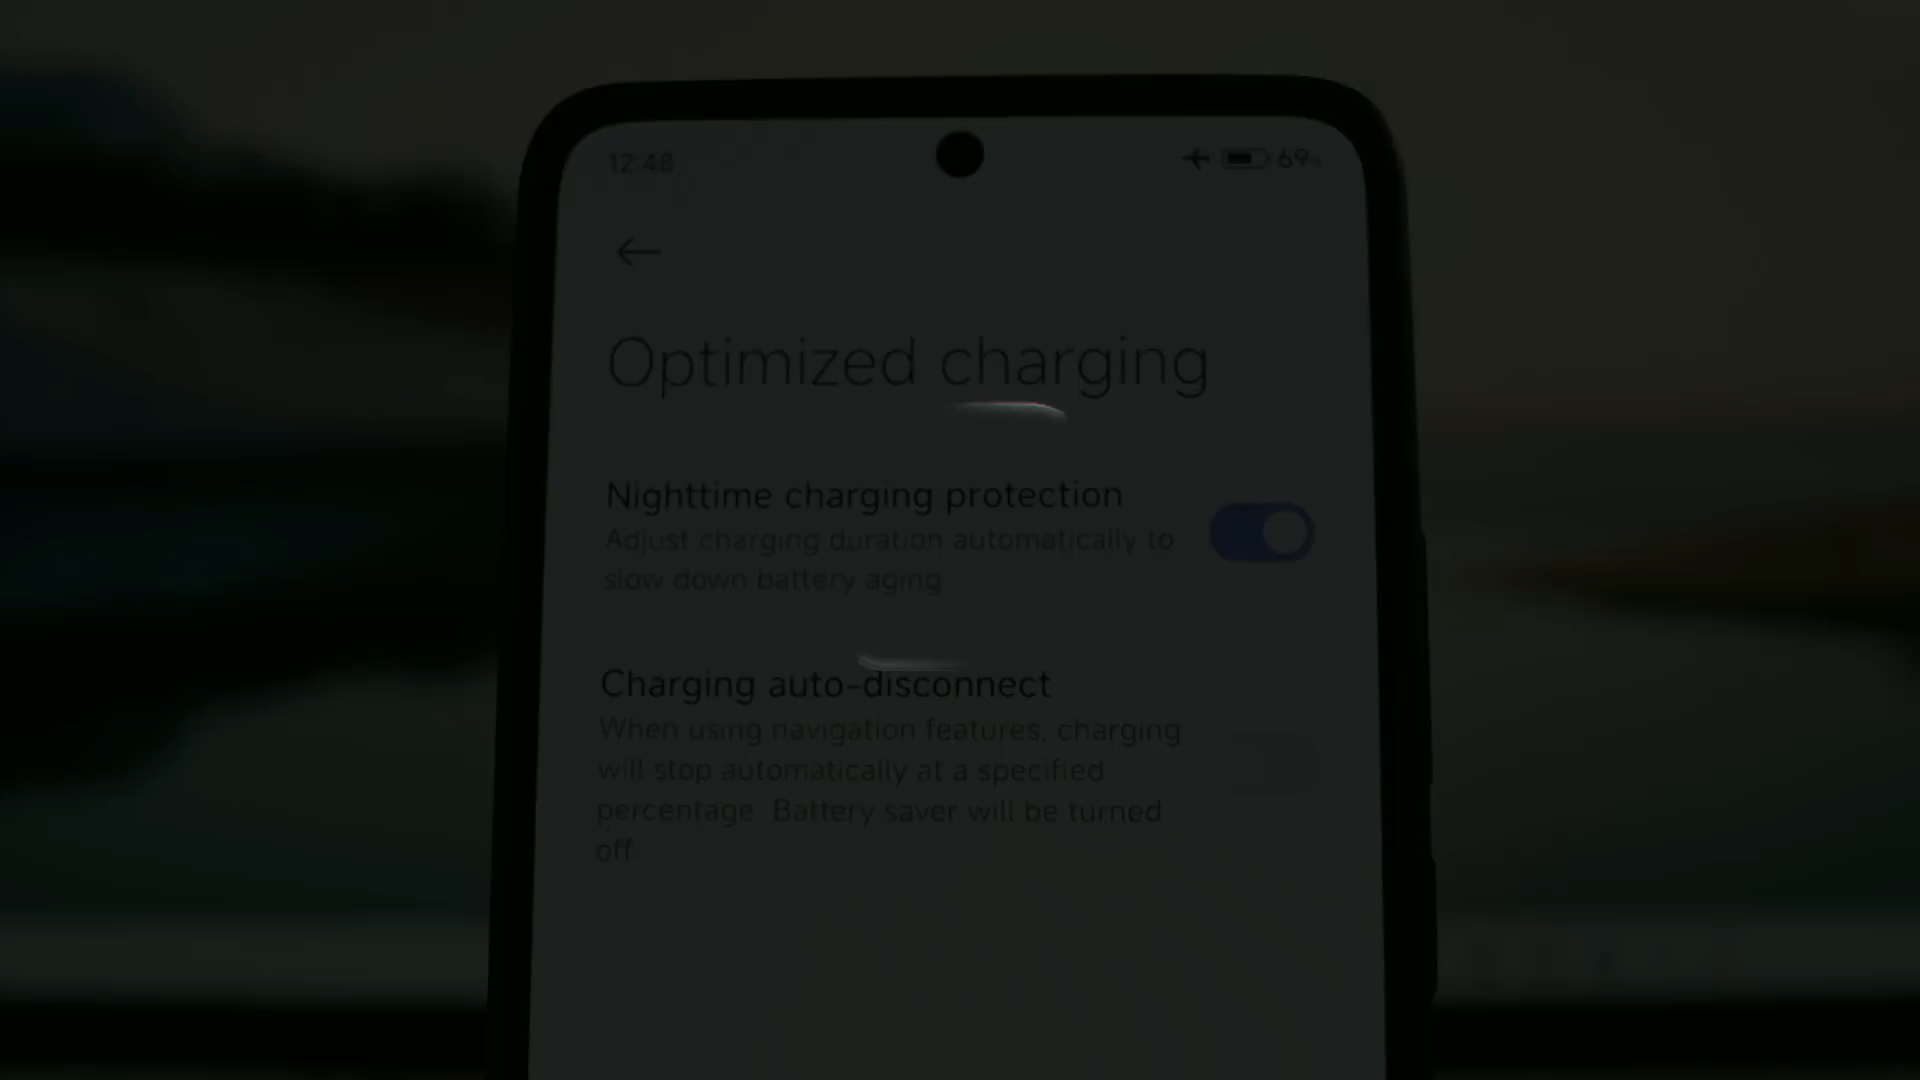 12:48
69%
Optimized charging
Nighttime charging protection
Adjust charging duration automatically to
slow down battery aging
Charging auto-disconnect
When using navigation features, charging
will stop automatically at a specified
percentage. Battery saver will be turned
off.